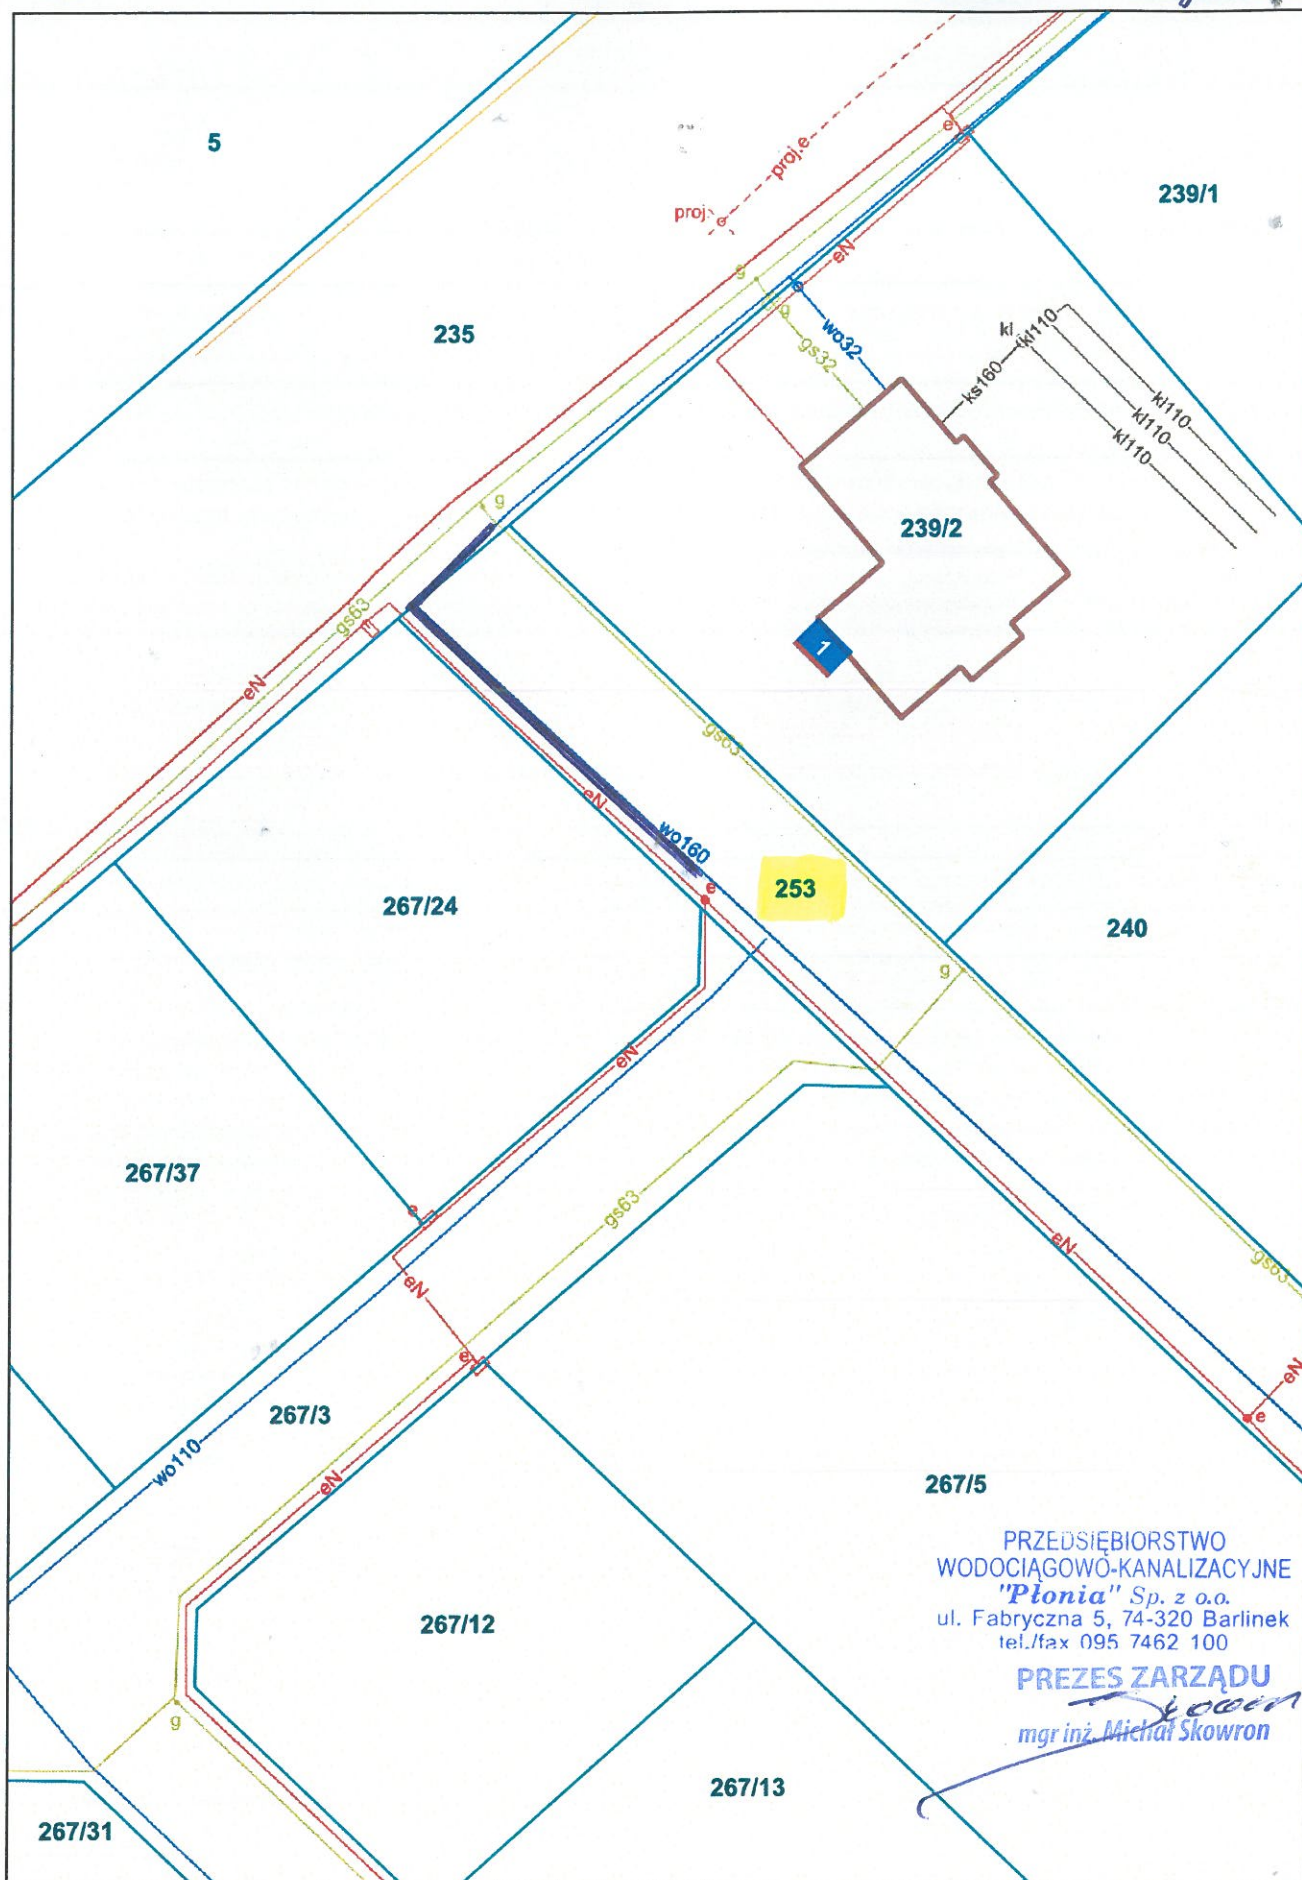 5
239/1
e
proj.e
proj.
eN
g
g
235
wo32
gs32
kl
kl110
ks160
kl110
kl110
kl110
239/2
g
gs63
eN
1
gs63
eN
wo160
e
253
267/24
240
g
eN
267/37
gs63
e
eN
eN
gs63
e
eN
267/3
e
wo110
eN
267/5
PRZEDSIĘBIORSTWO
WODOCIĄGOWO-KANALIZACYJNE
"Płonia" Sp. z o.o.
ul. Fabryczna 5, 74-320 Barlinek
tel./fax 095 7462 100
267/12
PREZES ZARZĄDU
mgr inż. Michał Skowron
g
267/13
267/31